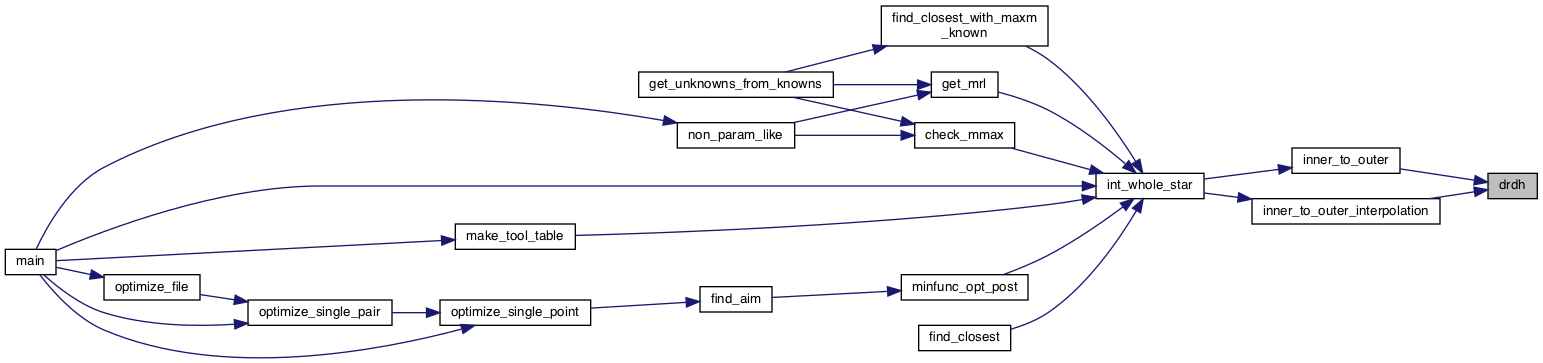 find_closest_with_maxm
_known
get_unknowns_from_knowns
get_mrl
non_param_like
check_mmax
inner_to_outer
int_whole_star
drdh
inner_to_outer_interpolation
make_tool_table
main
optimize_file
minfunc_opt_post
find_aim
optimize_single_pair
optimize_single_point
find_closest